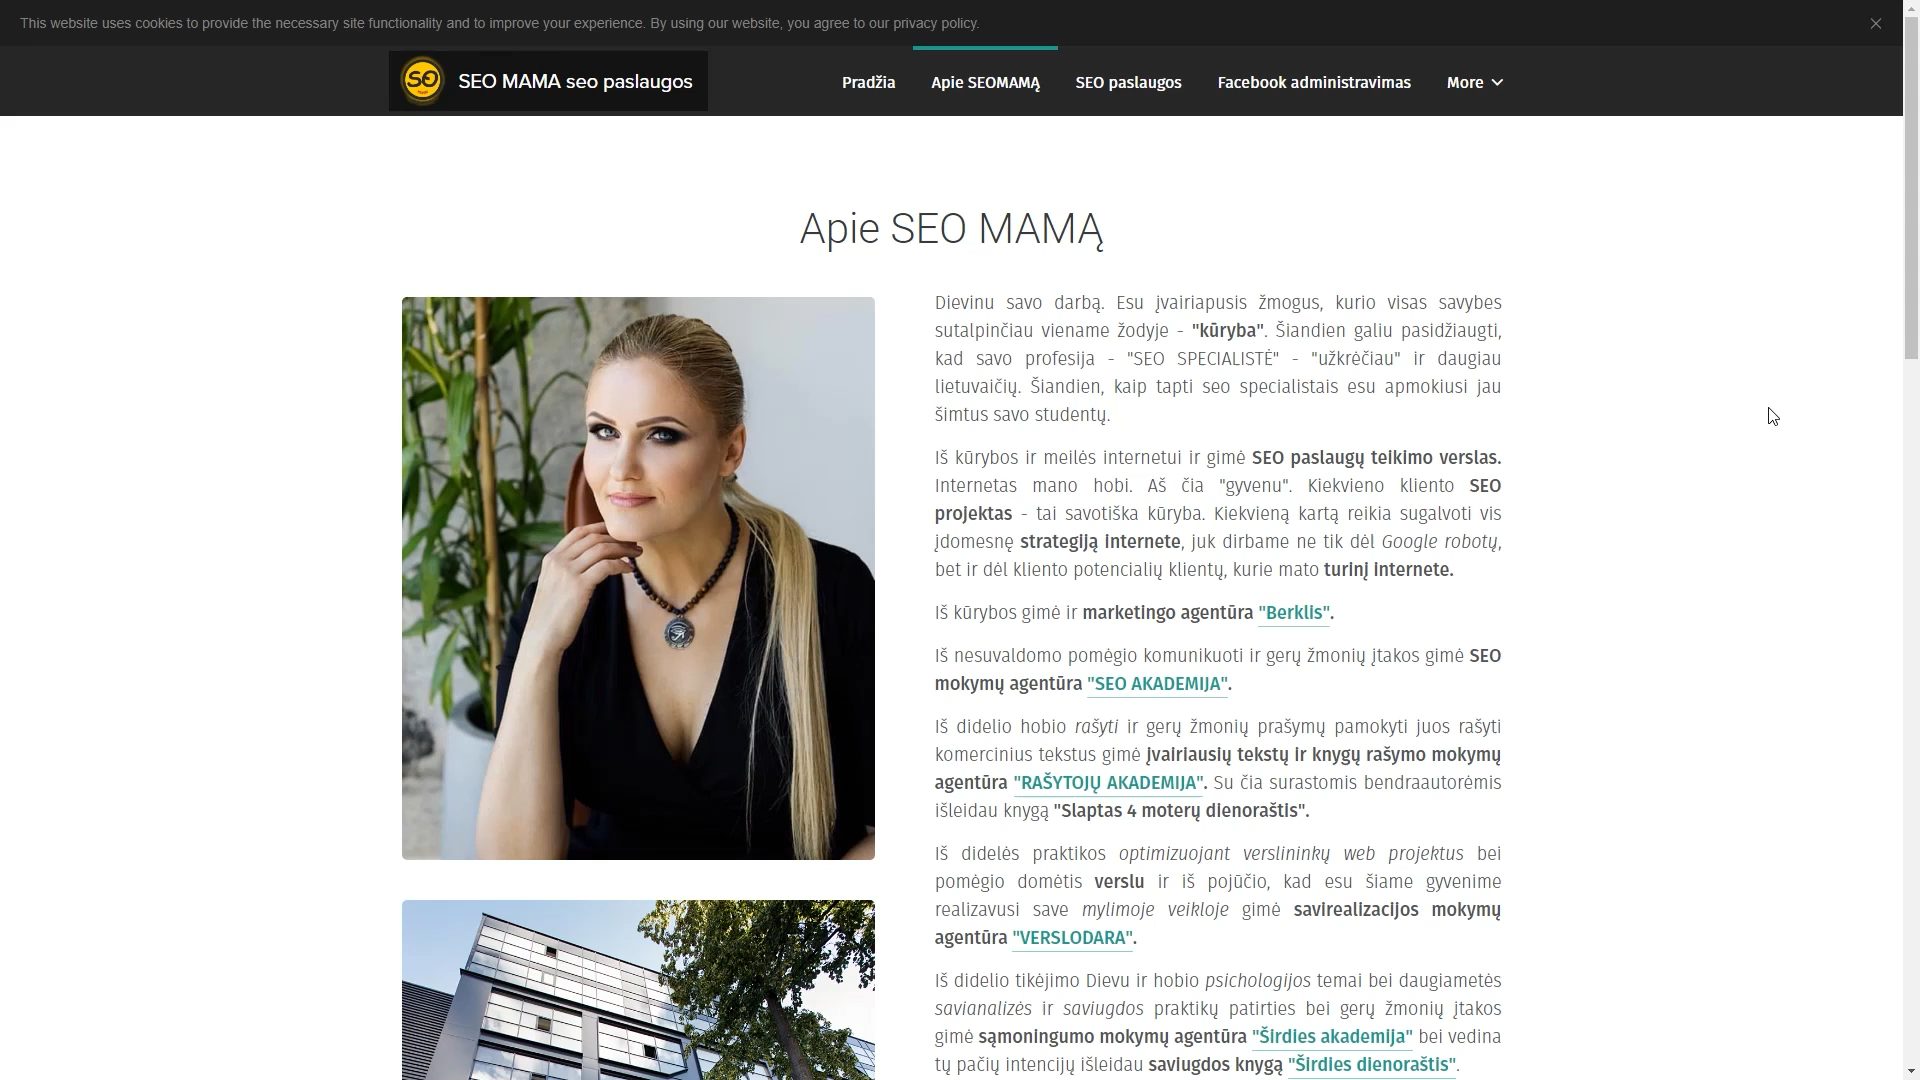 This website uses cookies to provide the necessary site functionality and to improve your experience. By using our website, you agree to our privacy policy.
SEO MAMA seo paslaugos
Pradžia
Apie SEOMAMĄ
SEO paslaugos
Facebook administravimas
More
Apie SEO MAMĄ
Dievinu savo darbą. Esu įvairiapusis žmogus, kurio visas savybes
sutalpinčiau viename žodyje - "kūryba". Šiandien galiu pasidžiaugti,
kad savo profesija - "SEO SPECIALISTĖ" - "užkrėčiau" ir daugiau
lietuvaičių. Šiandien, kaip tapti seo specialistais esu apmokiusi jau
šimtus savo studentų.
Iš kūrybos ir meilės internetui ir gimė SEO paslaugų teikimo verslas.
Internetas mano hobi. Aš čia "gyvenu". Kiekvieno kliento SEO
projektas - tai savotiška kūryba. Kiekvieną kartą reikia sugalvoti vis
įdomesnę strategiją internete, juk dirbame ne tik dėl Google robotų,
bet ir dėl kliento potencialių klientų, kurie mato turinį internete.
Iš kūrybos gimė ir marketingo agentūra "Berklis".
Iš nesuvaldomo pomėgio komunikuoti ir gerų žmonių įtakos gimė SEO
mokymų agentūra "SEO AKADEMIJA".
Iš didelio hobio rašyti ir gerų žmonių prašymų pamokyti juos rašyti
komercinius tekstus gimė įvairiausių tekstų ir knygų rašymo mokymų
agentūra "RAŠYTOJŲ AKADEMIJA". Su čia surastomis bendraautorėmis
išleidau knygą "Slaptas 4 moterų dienoraštis".
Iš didelės praktikos optimizuojant verslininkų web projektus bei
pomėgio domėtis verslu ir iš pojūčio, kad esu šiame gyvenime
realizavusi save mylimoje veikloje gimė savirealizacijos mokymų
agentūra "VERSLODARA".
Iš didelio tikėjimo Dievu ir hobio psichologijos temai bei daugiametės
savianalizės ir saviugdos praktikų patirties bei gerų žmonių įtakos
gimė sąmoningumo mokymų agentūra "Širdies akademija" bei vedina
tų pačių intencijų išleidau saviugdos knygą "Širdies dienoraštis".